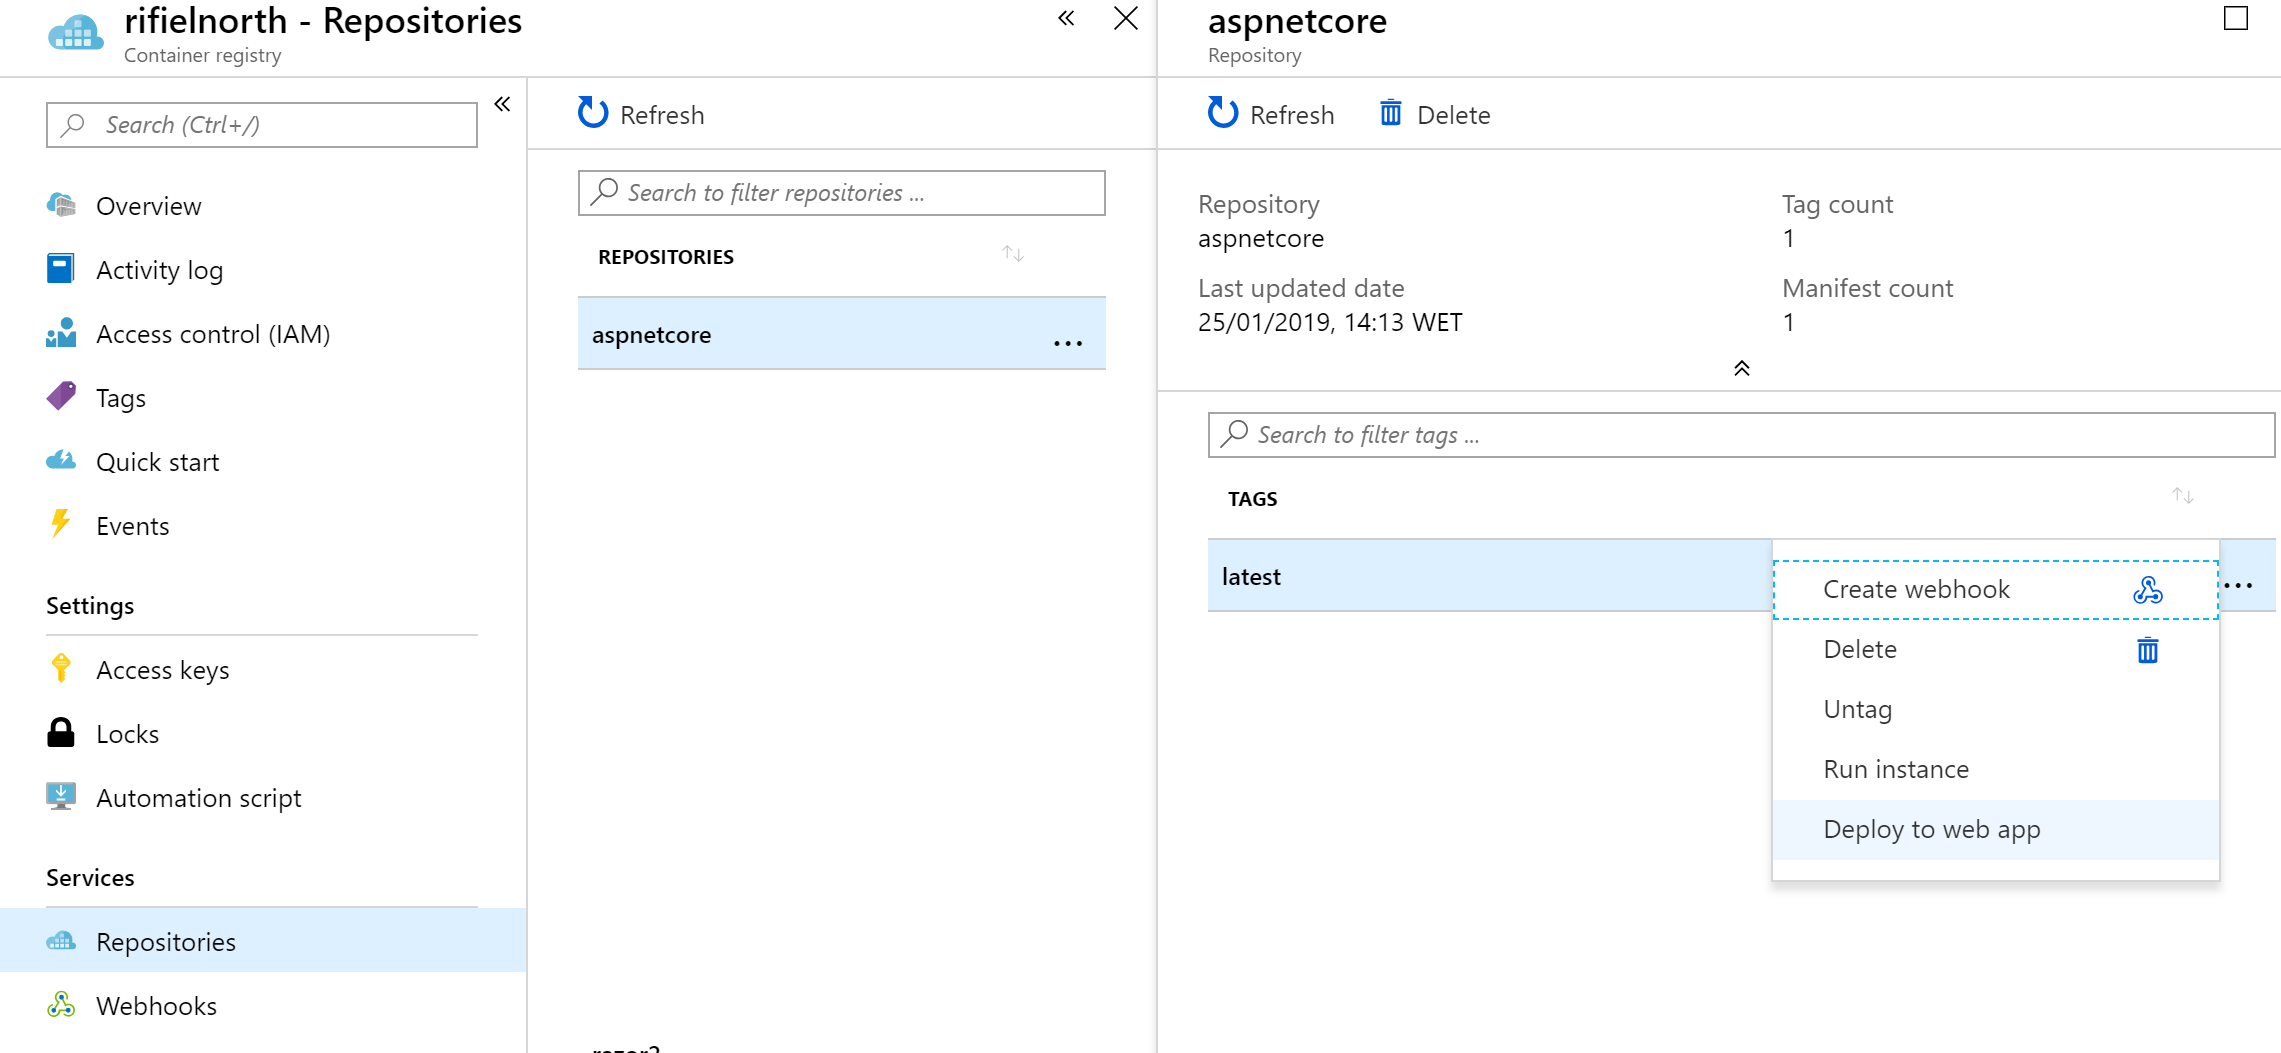 rifielnorth - Repositories
Container registry
Search (Ctrl+/)
Overview
Activity log
Access control (IAM)
Tags
Quick start
Events
Settings
Access keys
Locks
Automation script
Services
Repositories
Webhooks
Refresh
Search to filter repositories ...
REPOSITORIES
aspnetcore
...
aspnetcore
Repository
Refresh
Delete
Repository
aspnetcore
Tag count
1
Last updated date
25/01/2019, 14:13 WET
Manifest count
1
Search to filter tags ...
TAGS
latest
...
Create webhook
Delete
Untag
Run instance
Deploy to web app